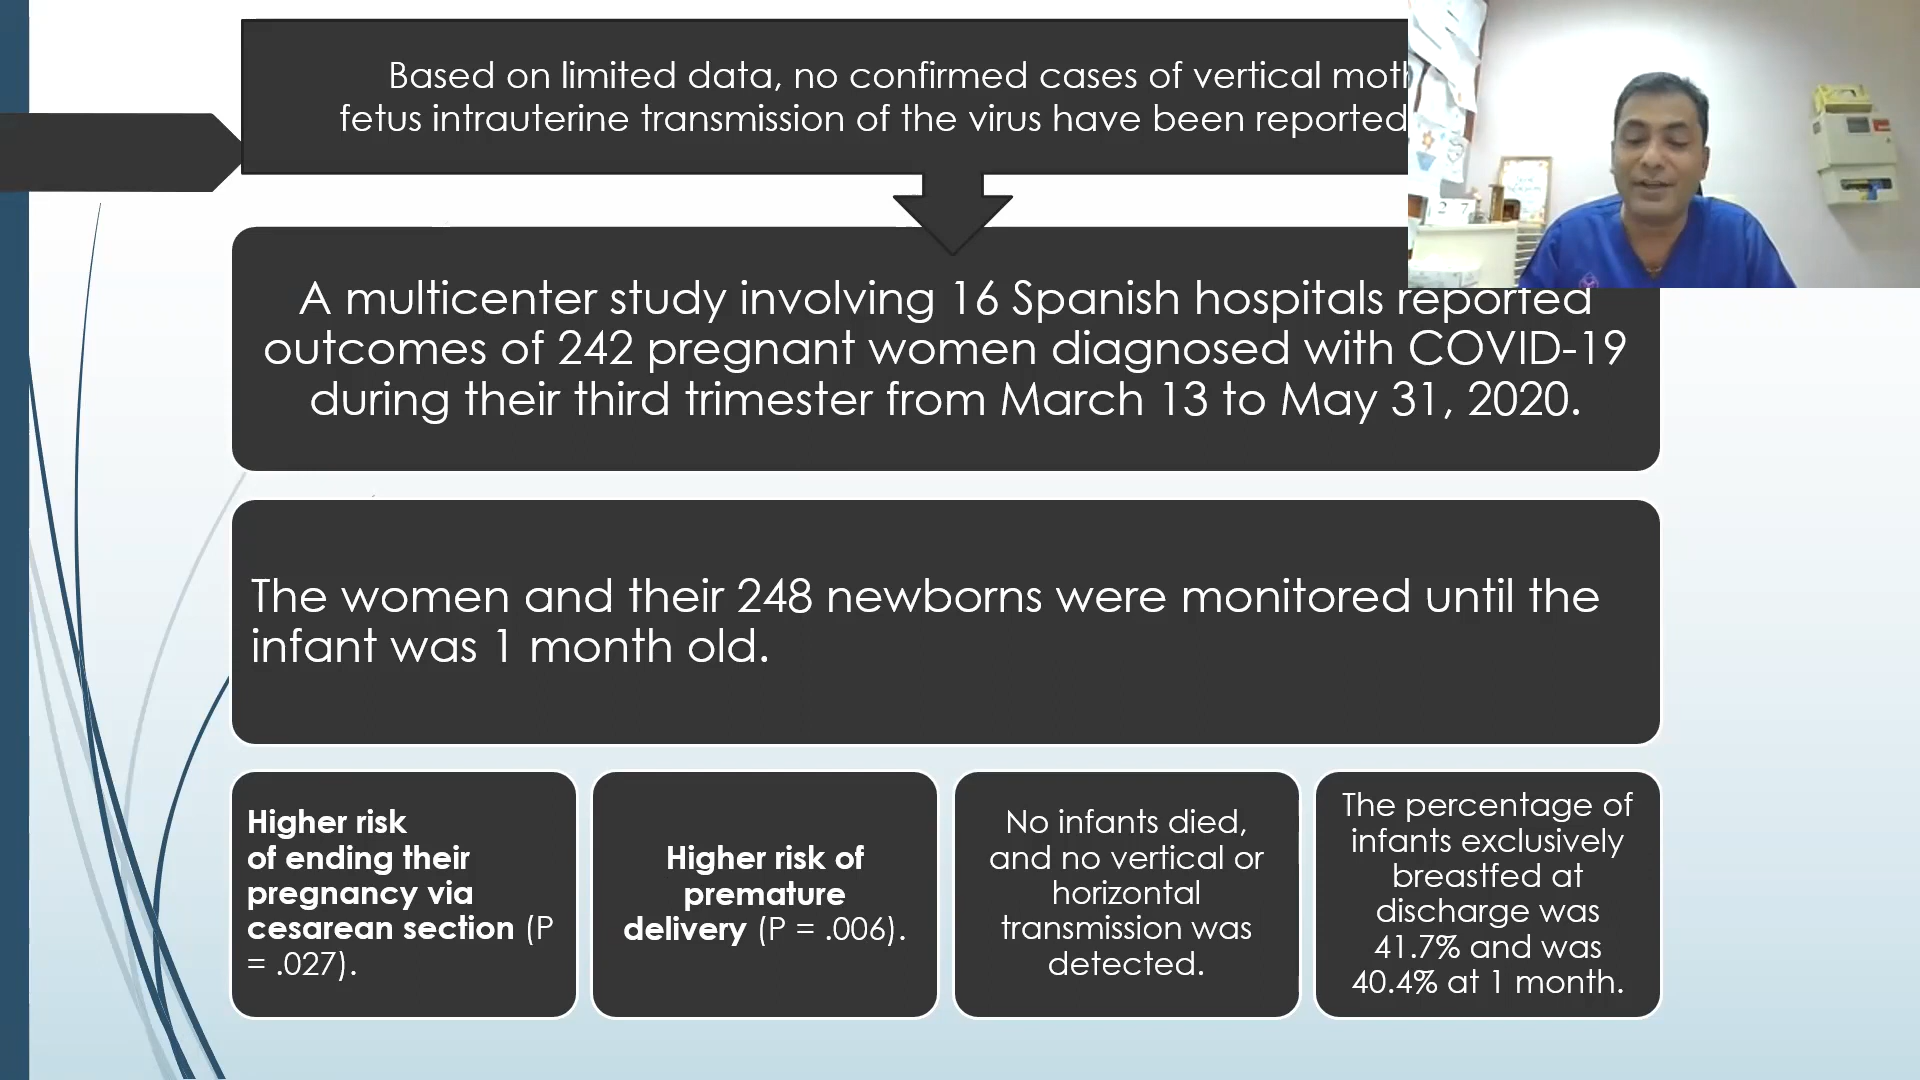 Based on limited data, no confirmed cases of vertical
fetus intrauterine transmission of the virus have been reported
A multicenter study involving 16 Spanish hospitals reported
outcomes of 242 pregnant women diagnosed with COVID-19
during their third trimester from March 13 to May 31, 2020.
The women and their 248 newborns were monitored until the
infant was 1 month old.
Higher risk
of ending their
pregnancy via
cesarean section (P
= .027).
Higher risk of
premature
delivery (P = .006).
No infants died,
and no vertical or
horizontal
transmission was
detected.
The percentage of
infants exclusively
breastfed at
discharge was
41.7% and was
40.4% at 1 month.